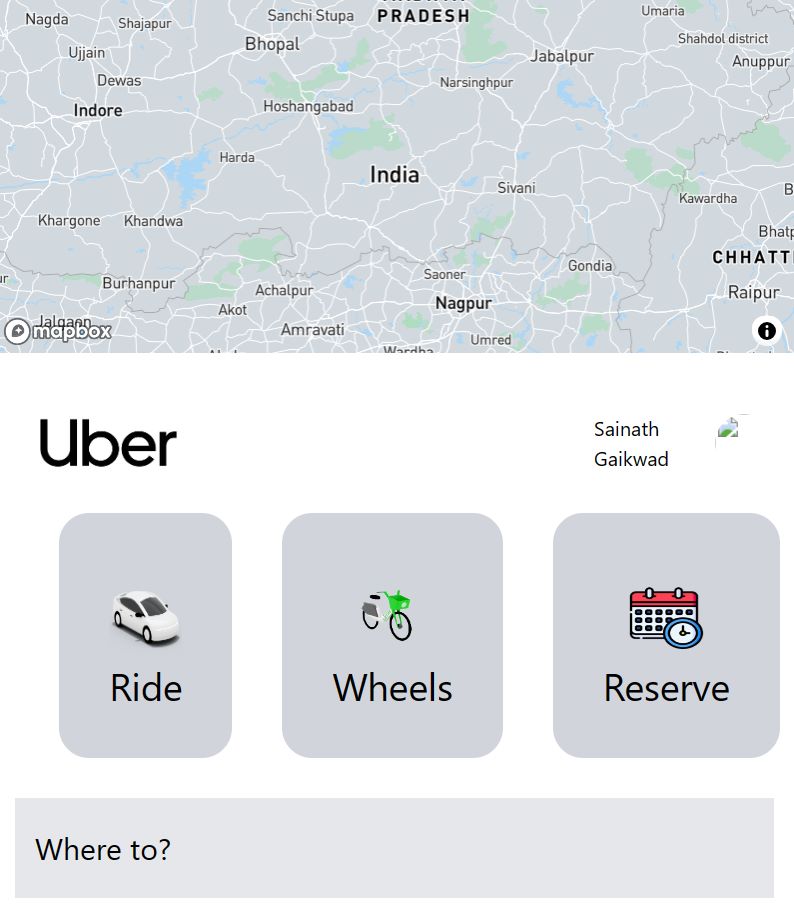 Nagda
Shajapur
Sanchi Stupa
PRADESH
Umaria
Ujjain
Bhopal
Jabalpur
Shahdol district
Anuppur
Dewas
Narsinghpur
Indore
Hoshangabad
Harda
India
Sivani
Kawardha
Khargone
Khandwa
Saoner
Gondia
Burhanpur
Achalpur
Nagpur
Raipur
Akot
Jalgaon
mapbox
Amravati
Umred
Wardha
Uber
Sainath
Gaikwad
Ride
Wheels
Reserve
Where to?